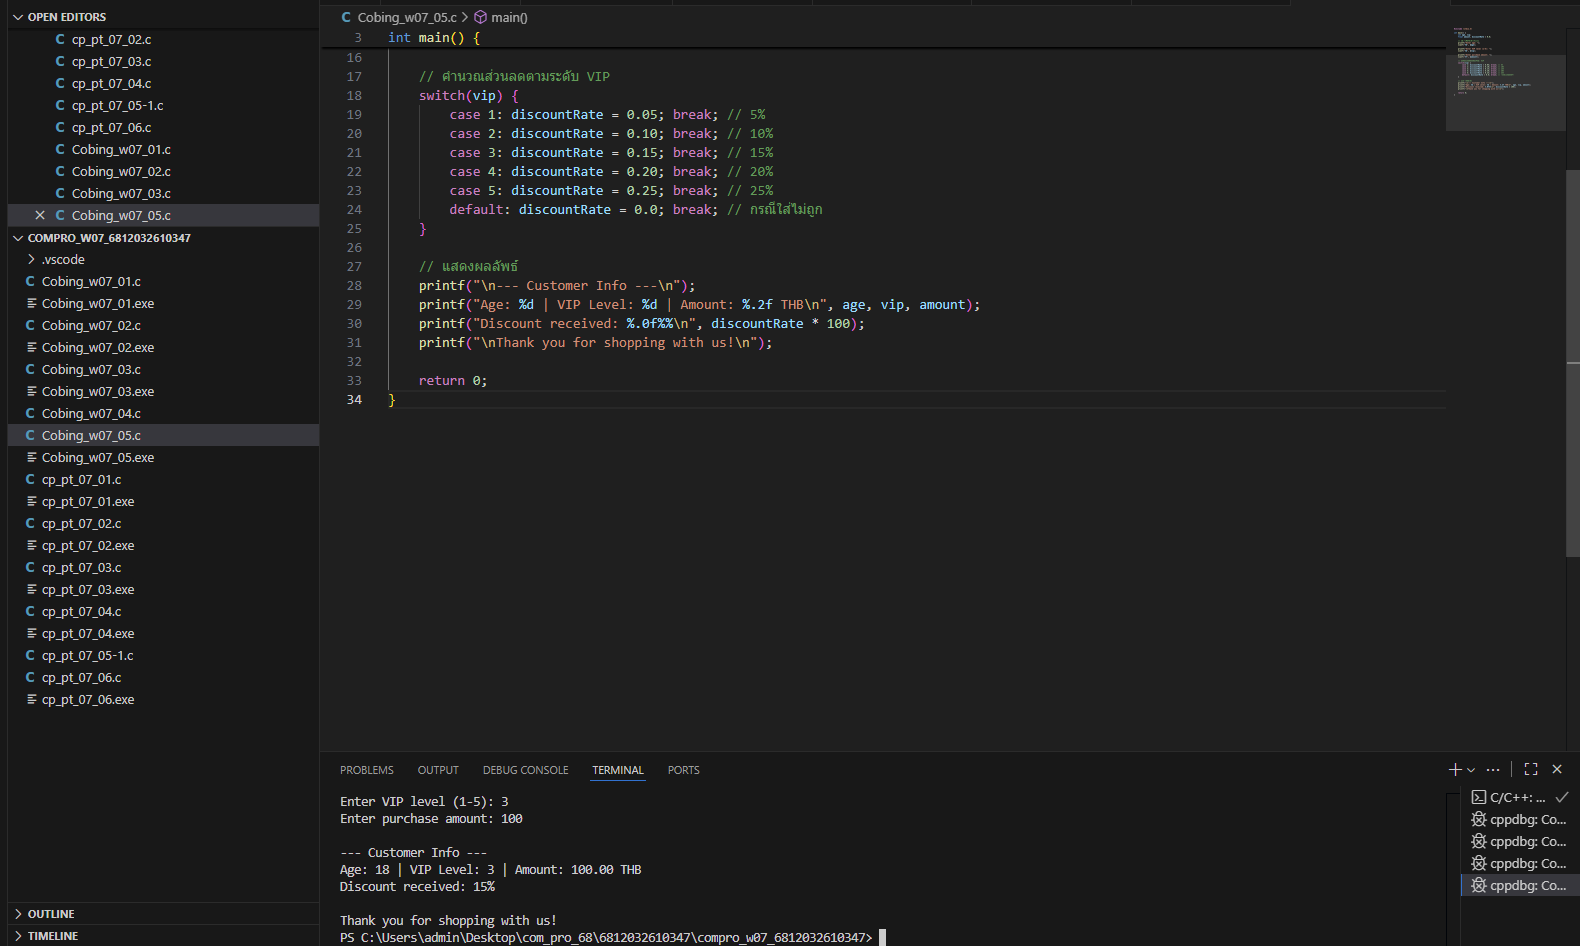 OPEN EDITORS
cp_pt_07_02.c
cp_pt_07_03.c
cp_pt_07_04.c
cp_pt_07_05-1.c
cp_pt_07_06.c
Cobing_w07_01.c
Cobing_w07_02.c
Cobing_w07_03.c
Cobing_w07_05.c
COMPRO_W07_6812032610347
.vscode
Cobing_w07_01.c
Cobing_w07_01.exe
Cobing_w07_02.c
Cobing_w07_02.exe
Cobing_w07_03.c
Cobing_w07_03.exe
Cobing_w07_04.c
Cobing_w07_05.c
Cobing_w07_05.exe
cp_pt_07_01.c
cp_pt_07_01.exe
cp_pt_07_02.c
cp_pt_07_02.exe
cp_pt_07_03.c
cp_pt_07_03.exe
cp_pt_07_04.c
cp_pt_07_04.exe
cp_pt_07_05-1.c
cp_pt_07_06.c
cp_pt_07_06.exe
OUTLINE
TIMELINE
Cobing_w07_05.c > main()
3 int main() {
16
17 // คำนวณส่วนลดตามระดับ VIP
18 switch(vip) {
19 case 1: discountRate = 0.05; break; // 5%
20 case 2: discountRate = 0.10; break; // 10%
21 case 3: discountRate = 0.15; break; // 15%
22 case 4: discountRate = 0.20; break; // 20%
23 case 5: discountRate = 0.25; break; // 25%
24 default: discountRate = 0.0; break; // กรณีใส่ไม่ถูก
25 }
26
27 // แสดงผลลัพธ์
28 printf("\n--- Customer Info ---\n");
29 printf("Age: %d | VIP Level: %d | Amount: %.2f THB\n", age, vip, amount);
30 printf("Discount received: %.0f%%\n", discountRate * 100);
31 printf("\nThank you for shopping with us!\n");
32
33 return 0;
34 }
PROBLEMS OUTPUT DEBUG CONSOLE TERMINAL PORTS
Enter VIP level (1-5): 3
Enter purchase amount: 100
--- Customer Info ---
Age: 18 | VIP Level: 3 | Amount: 100.00 THB
Discount received: 15%
Thank you for shopping with us!
PS C:\Users\admin\Desktop\com_pro_68\6812032610347\compro_w07_6812032610347>
C/C++: ...
cppdbg: Co...
cppdbg: Co...
cppdbg: Co...
cppdbg: Co...